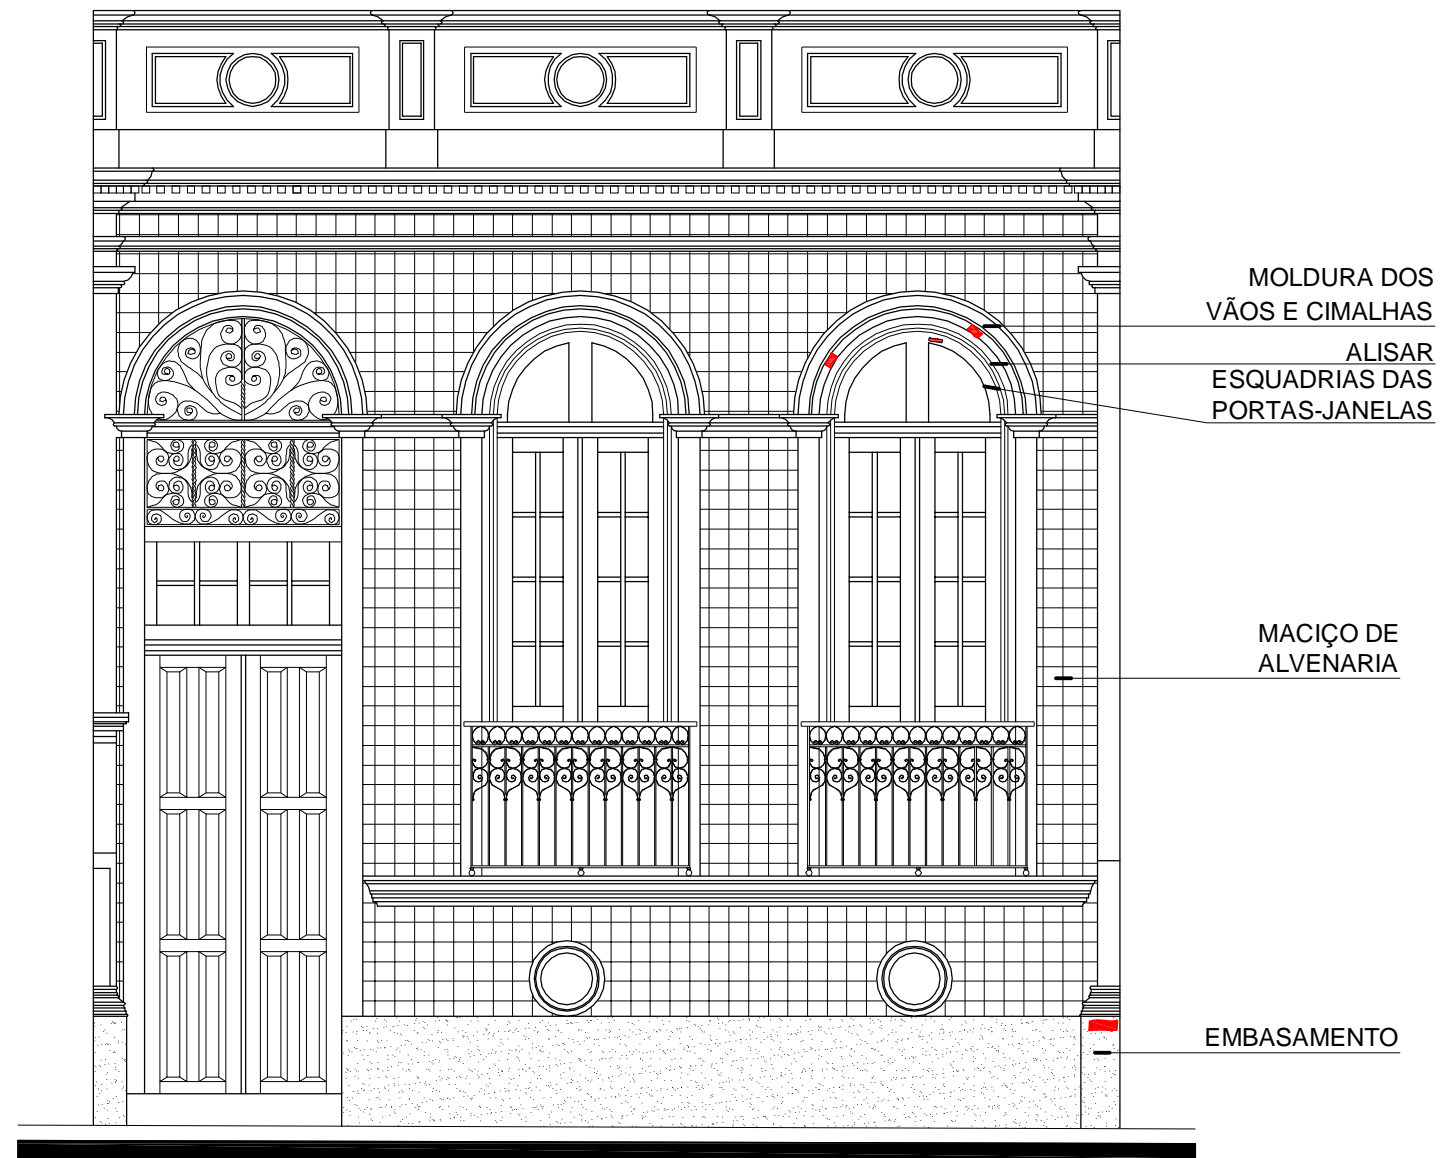 MOLDURA DOS
VÃOS E CIMALHAS
ALISAR
ESQUADRIAS DAS
PORTAS-JANELAS
MACIÇO DE
ALVENARIA
EMBASAMENTO